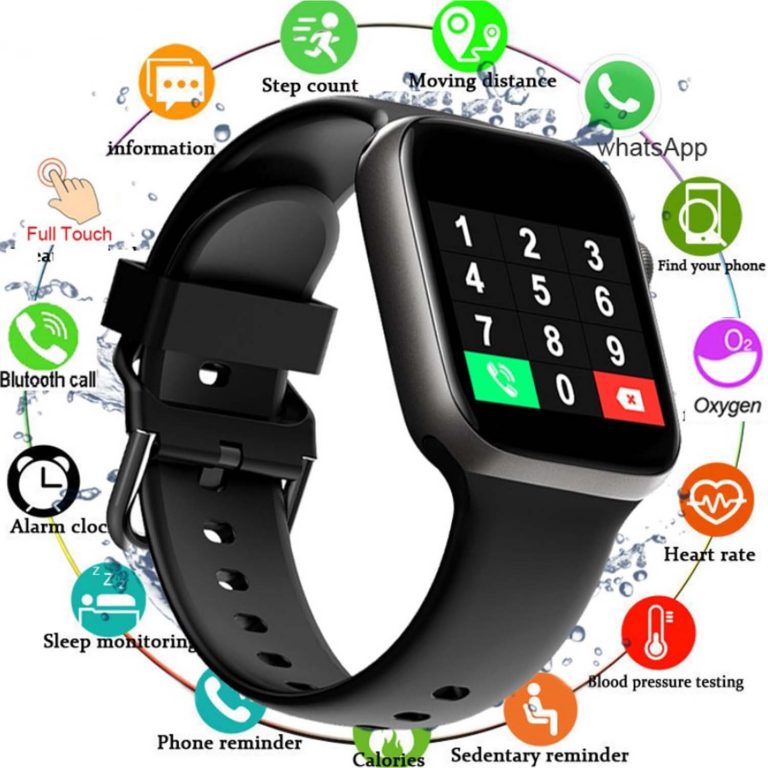 Step count
Moving distance
information
whatsApp
Full Touch
Find your phone
1 2 3
4 5 6
7 8 9
0
Blutooth call
O2
Oxygen
Alarm cloc
Heart rate
Z Z Z
Sleep monitoring
Blood pressure testing
Phone reminder
Calories
Sedentary reminder